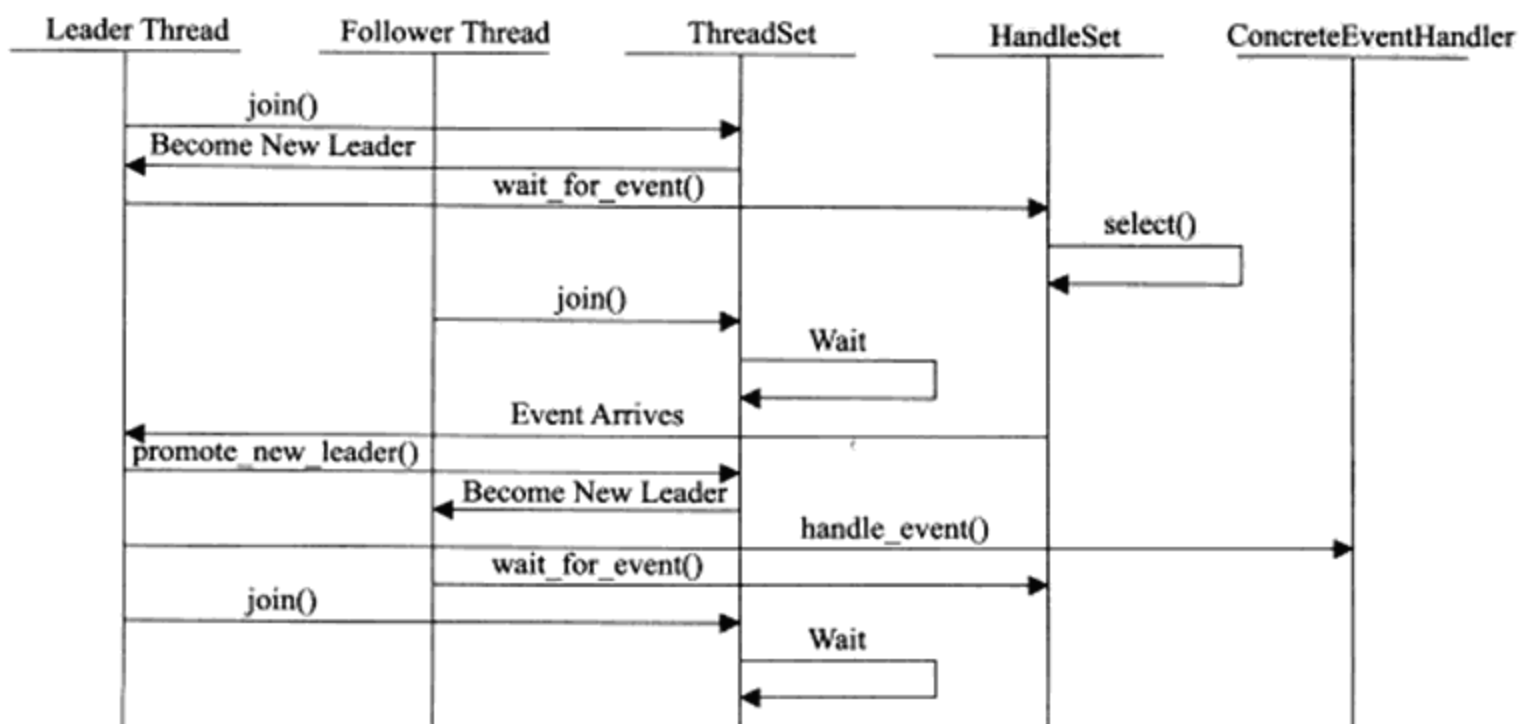 Leader Thread
Follower Thread
ThreadSet
HandleSet
ConcreteEventHandler
join()
Become New Leader
wait_for_event()
select()
join()
Wait
Event Arrives
promote_new_leader()
Become New Leader
handle_event()
wait_for_event()
join()
Wait